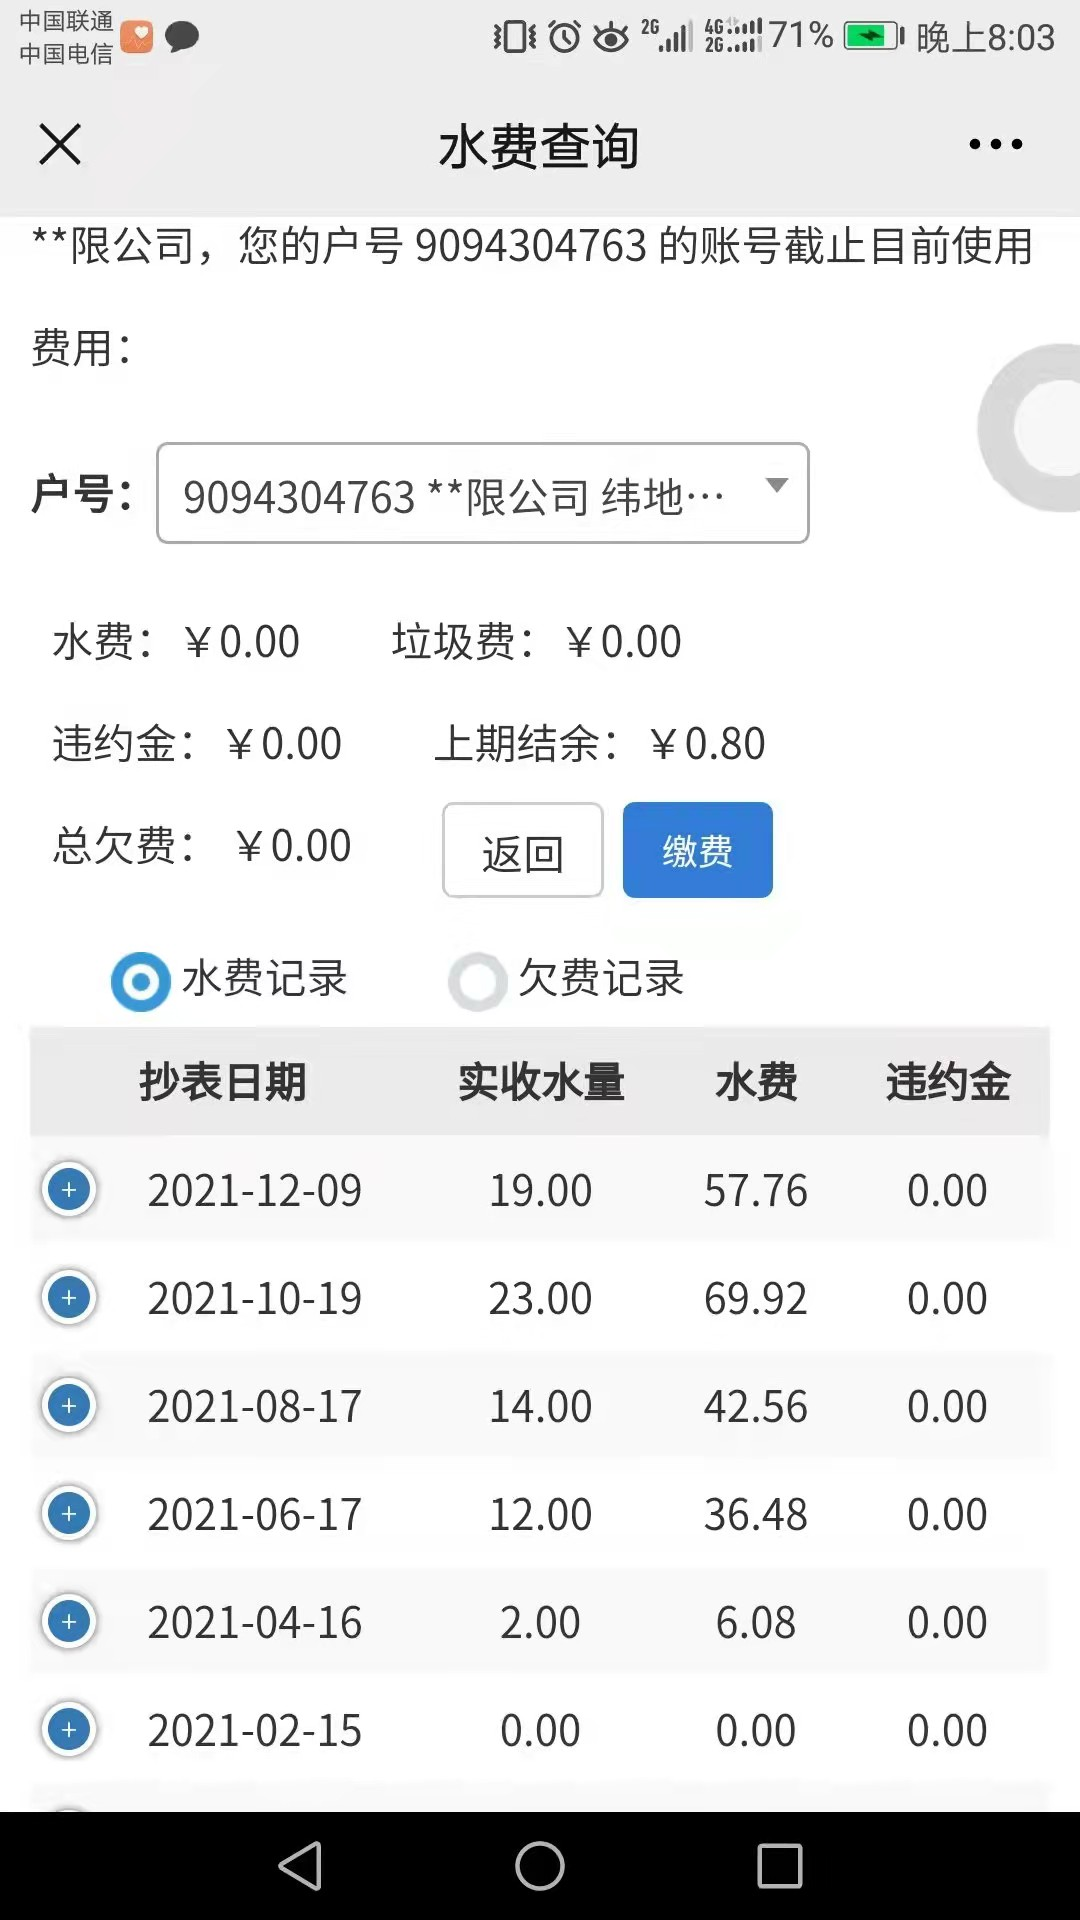 中国联通
中国电信
2G 4G 2G 71% 晚上8:03
水费查询
**限公司，您的户号 9094304763 的账号截止目前使用
费用：
户号： 9094304763 **限公司 纬地…
水费： ￥0.00 垃圾费： ￥0.00
违约金： ￥0.00 上期结余： ￥0.80
总欠费： ￥0.00 返回 缴费
水费记录 欠费记录
抄表日期 实收水量 水费 违约金
2021-12-09 19.00 57.76 0.00
2021-10-19 23.00 69.92 0.00
2021-08-17 14.00 42.56 0.00
2021-06-17 12.00 36.48 0.00
2021-04-16 2.00 6.08 0.00
2021-02-15 0.00 0.00 0.00